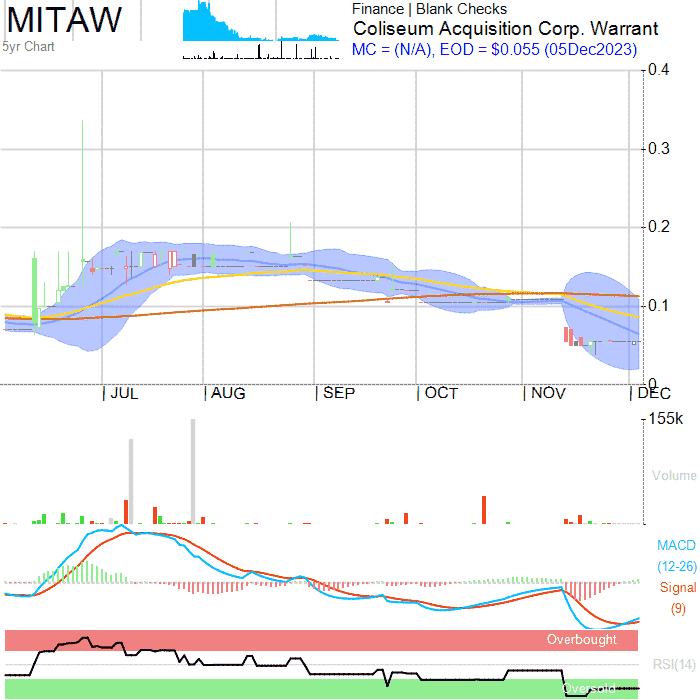 MITAW
5yr Chart
Finance | Blank Checks
Coliseum Acquisition Corp. Warrant
MC = (N/A), EOD = $0.055 (05Dec2023)
0.4
0.3
0.2
0.1
0
JUL AUG SEP OCT NOV DEC
155k
Volume
MACD
(12-26)
Signal
(9)
Overbought
RSI(14)
Oversold